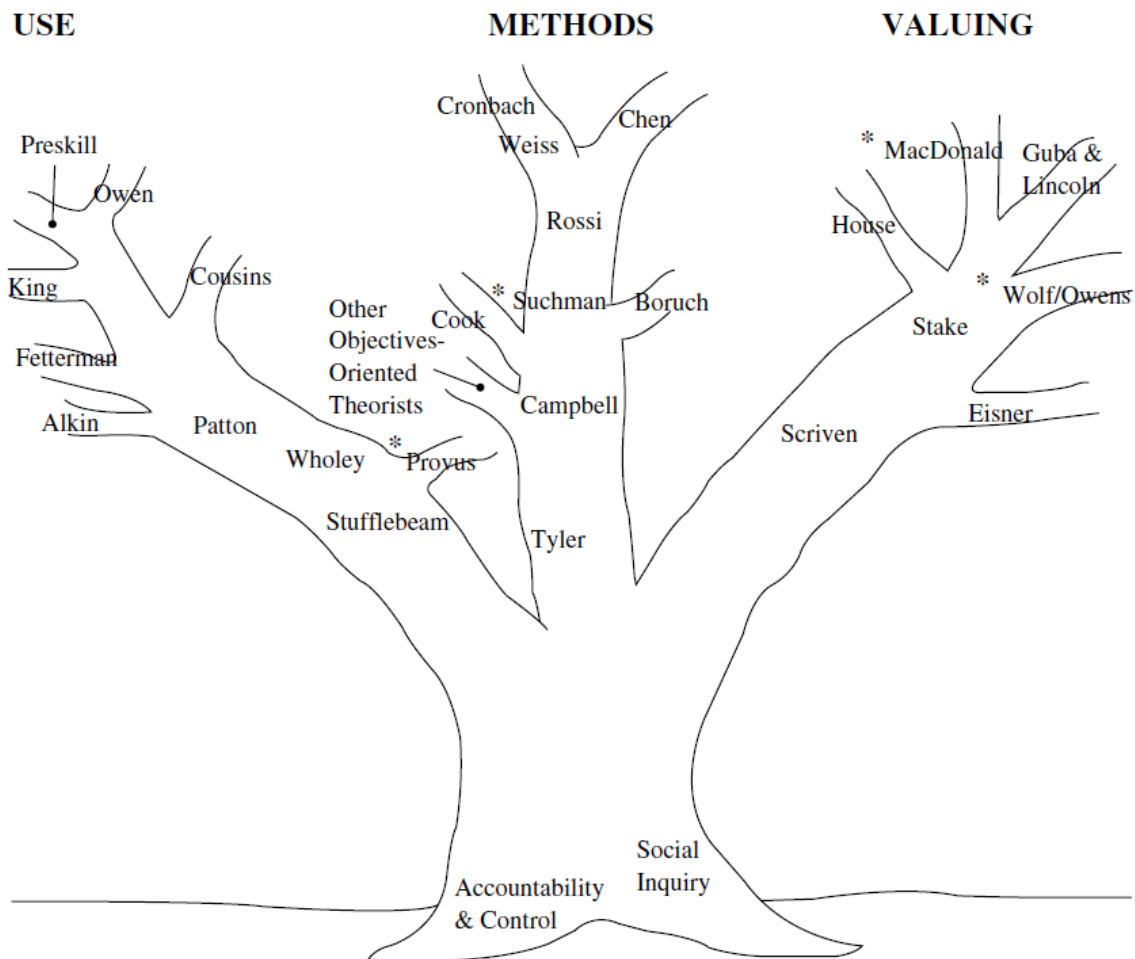 USE
METHODS
VALUING
Preskill
Owen
Cousins
King
Fetterman
Alkin
Patton
Wholey
* Provus
Stufflebeam
Other
Objectives-
Oriented
Theorists
Cronbach
Weiss
Chen
Rossi
* Suchman
Boruch
Cook
Campbell
Tyler
* MacDonald
Guba &
Lincoln
House
* Wolf/Owens
Stake
Eisner
Scriven
Accountability
& Control
Social
Inquiry